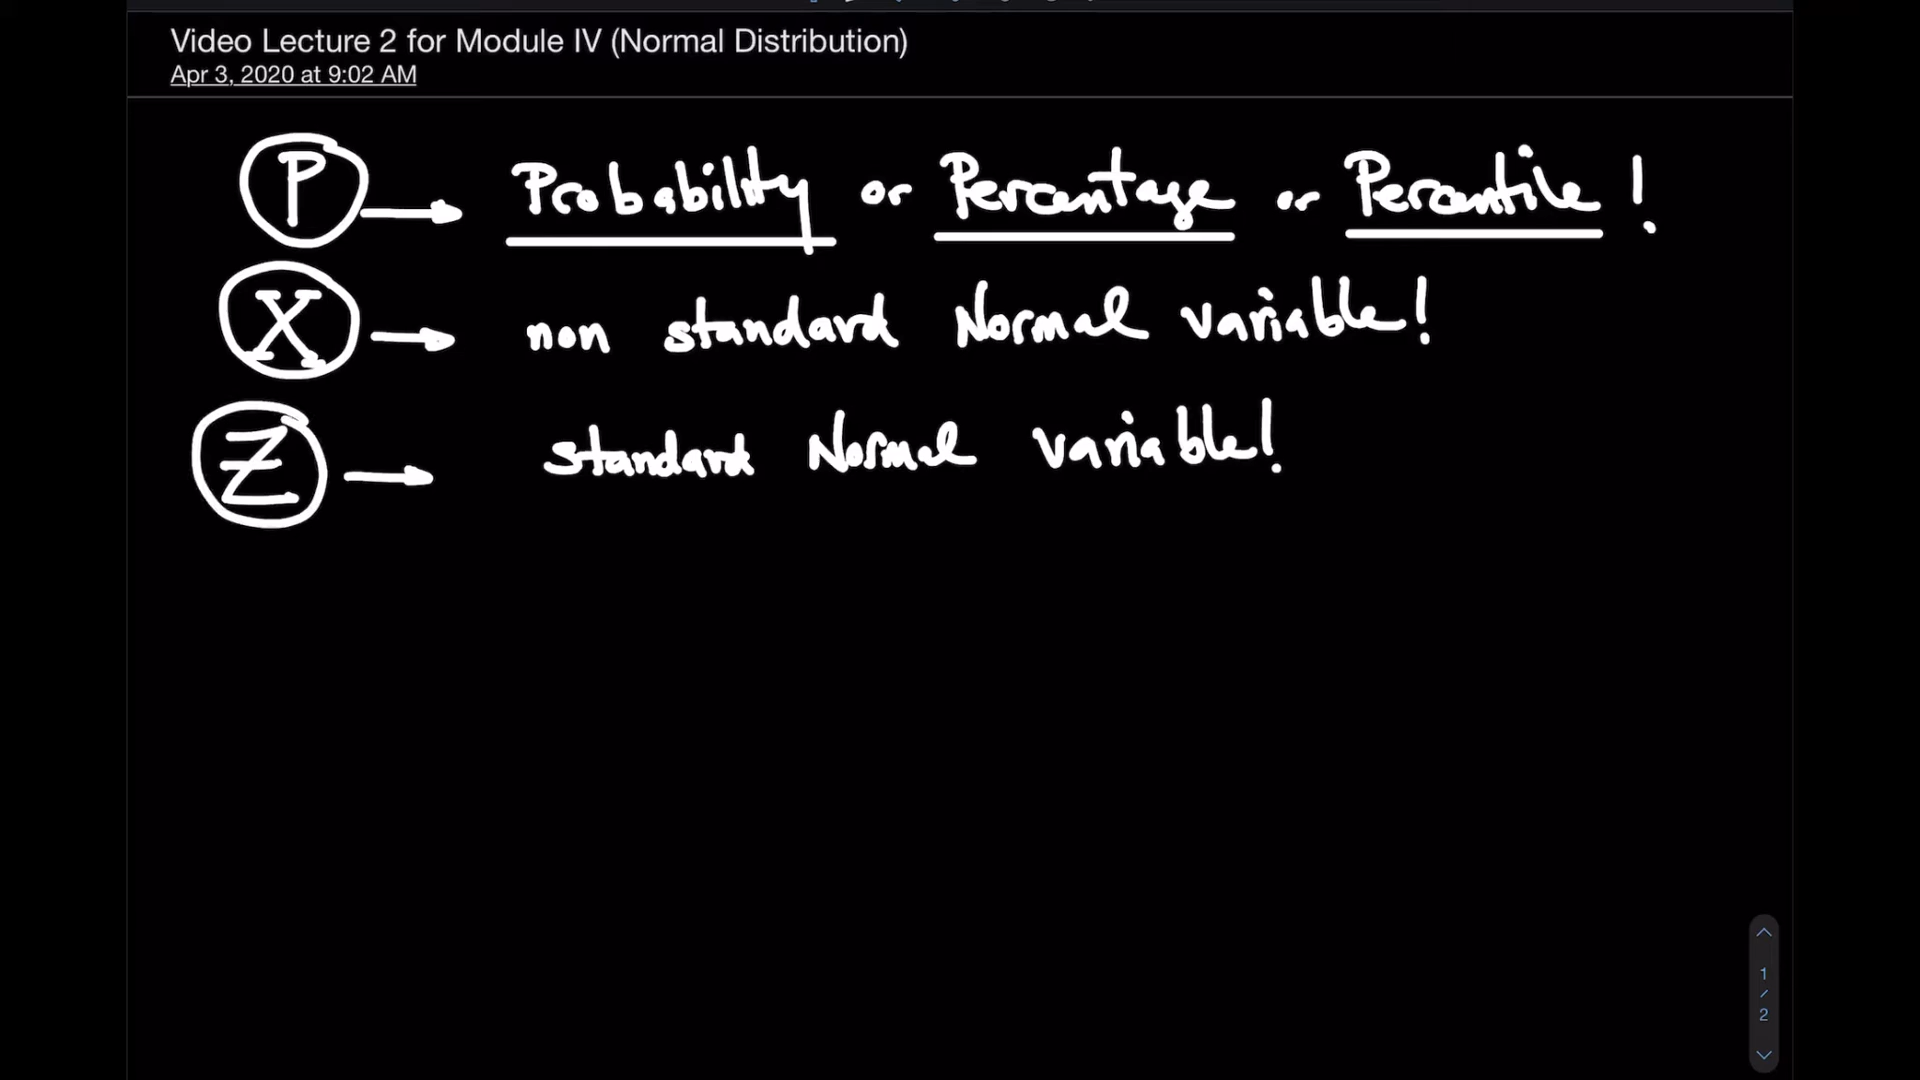 Video Lecture 2 for Module IV (Normal Distribution)
Apr 3, 2020 at 9:02 AM
P → Probability or Percentage or Percentile !
X → non standard Normal variable!
Z → standard Normal variable!
1
/
2